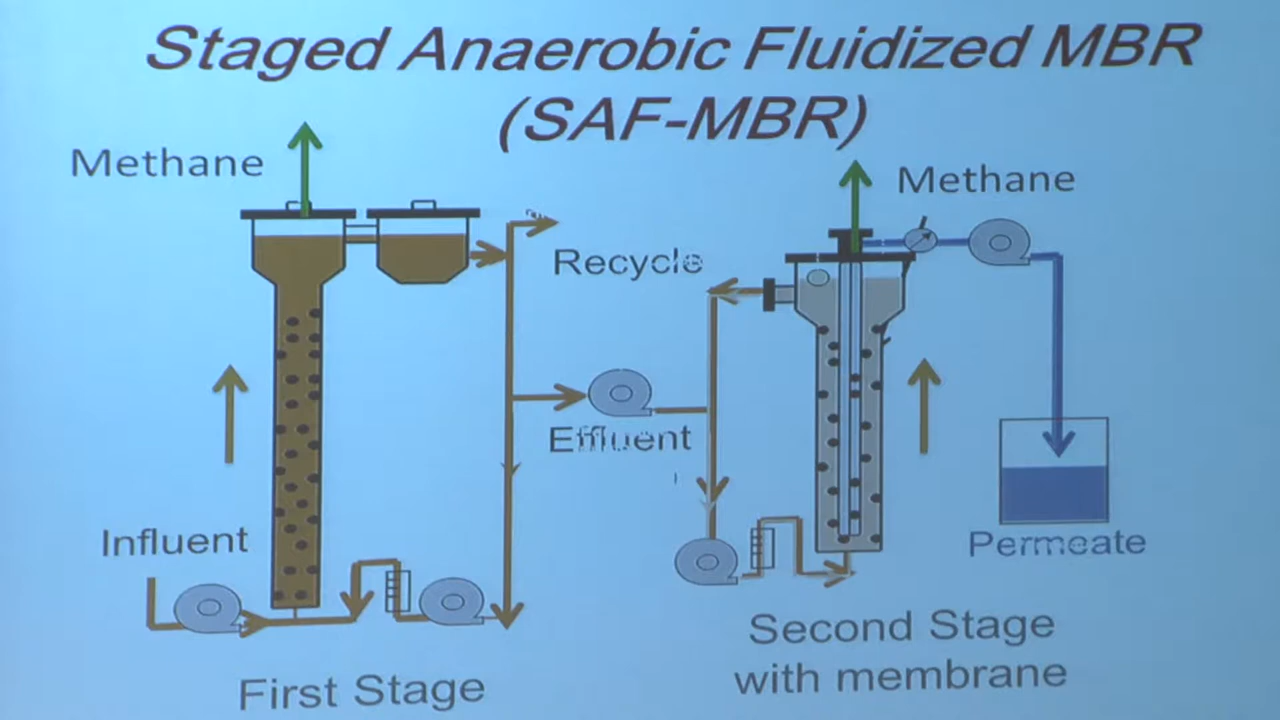 Staged Anaerobic Fluidized MBR
(SAF-MBR)
Methane
Methane
Recycle
Effluent
Influent
Permeate
First Stage
Second Stage
with membrane